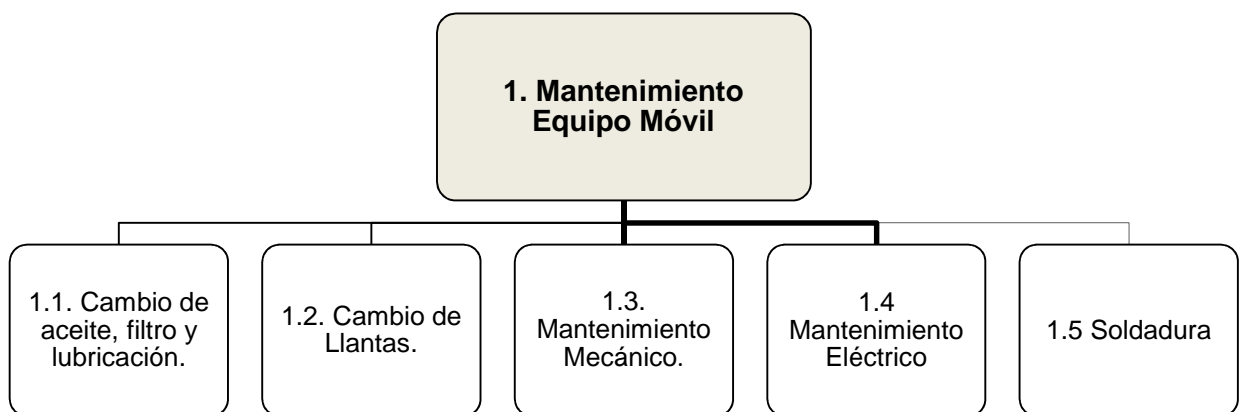 1. Mantenimiento
Equipo Móvil
1.1. Cambio de
aceite, filtro y
lubricación.
1.2. Cambio de
Llantas.
1.3.
Mantenimiento
Mecánico.
1.4
Mantenimiento
Eléctrico
1.5 Soldadura